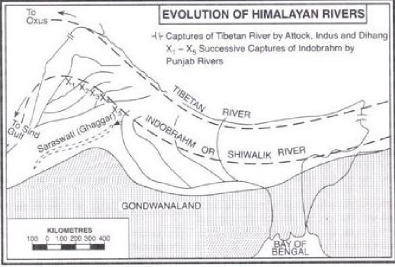 EVOLUTION OF HIMALAYAN RIVERS
Captures of Tibetan River by Attock, Indus and Dihang
X₁ – X₅ Successive Captures of Indobrahm by
Punjab Rivers
To
Oxus
TIBETAN
RIVER
To Sind
Gulf
Saraswati (Ghaggar)
INDOBRAHM OR SHIWALIK RIVER
GONDWANALAND
KILOMETRES
100 0 100 200 300 400
BAY OF
BENGAL